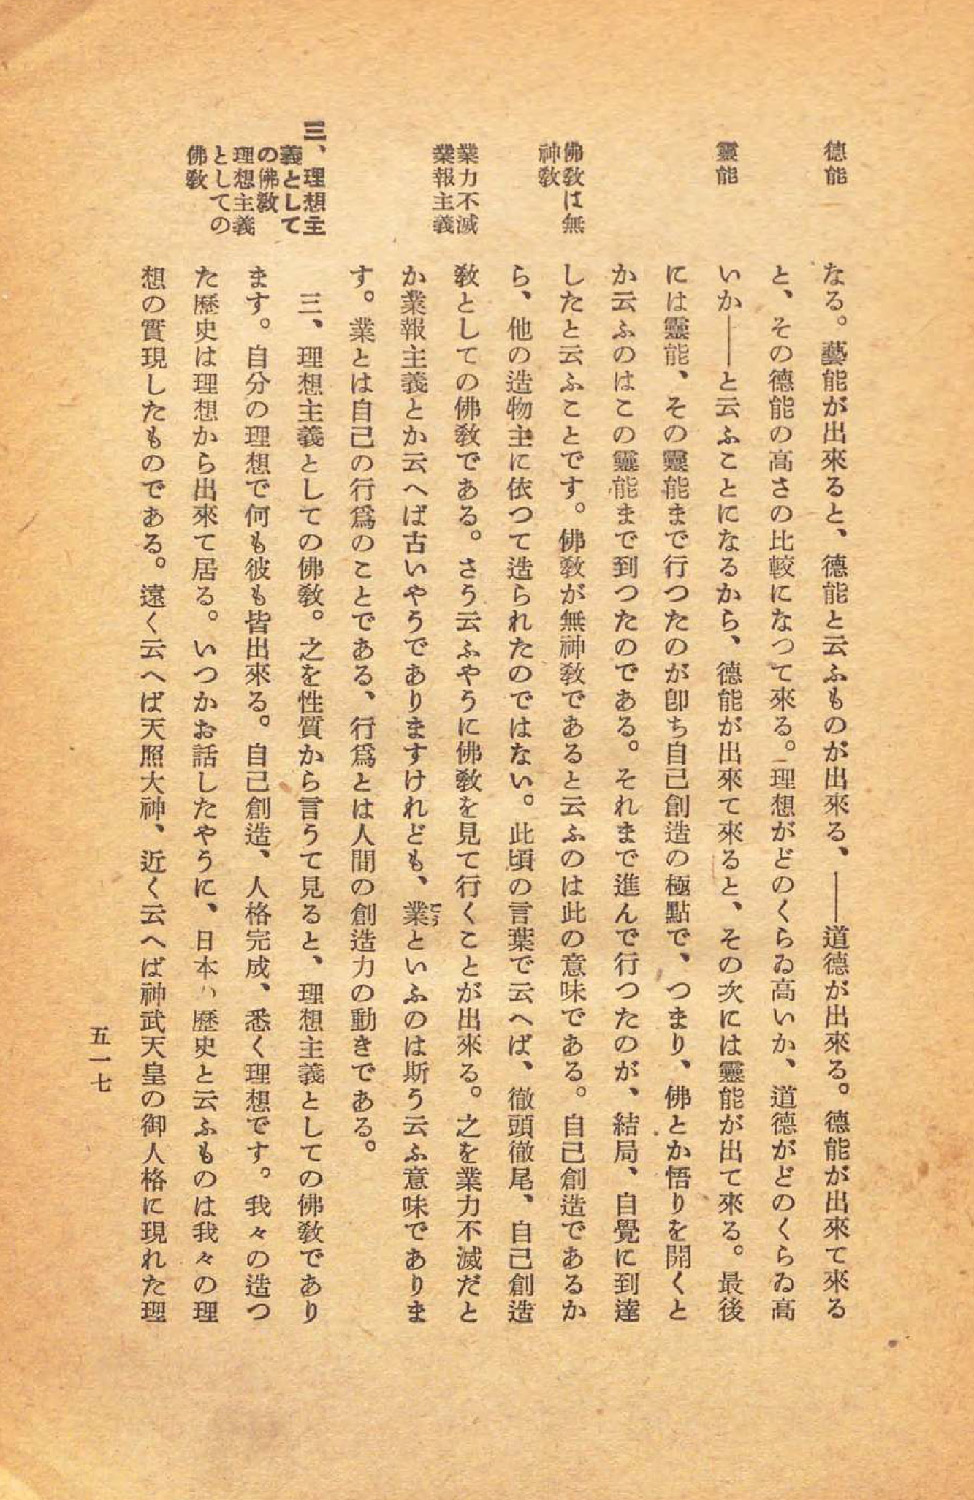 德能
靈能
佛敎は無
神敎
業力不滅
業報主義
三、理想主
義として
の佛敎
理想主義
としての
佛敎
なる。藝能が出來ると、德能と云ふものが出來る、――道德が出來る。德能が出來て來る
と、その德能の高さの比較になつて來る。理想がどのくらゐ高いか、道德がどのくらゐ高
いか――と云ふことになるから、德能が出來て來ると、その次には靈能が出て來る。最後
には靈能、その靈能まで行つたのが卽ち自己創造の極點で、つまり、佛とか悟りを開くと
か云ふのはこの靈能まで到つたのである。それまで進んで行つたのが、結局、自覺に到達
したと云ふことです。佛敎が無神敎であると云ふのは此の意味である。自己創造であるか
ら、他の造物主に依つて造られたのではない。此頃の言葉で云へば、徹頭徹尾、自己創造
敎としての佛敎である。さう云ふやうに佛敎を見て行くことが出來る。之を業力不滅だと
か業報主義とか云へば古いやうでありますけれども、業といふのは斯う云ふ意味でありま
す。業とは自己の行爲のことである、行爲とは人間の創造力の動きである。
三、理想主義としての佛敎。之を性質から言うて見ると、理想主義としての佛敎であり
ます。自分の理想で何も彼も皆出來る。自己創造、人格完成、悉く理想です。我々の造つ
た歷史は理想から出來て居る。いつかお話したやうに、日本歷史と云ふものは我々の理
想の實現したものである。遠く云へば天照大神、近く云へば神武天皇の御人格に現れた理
五一七